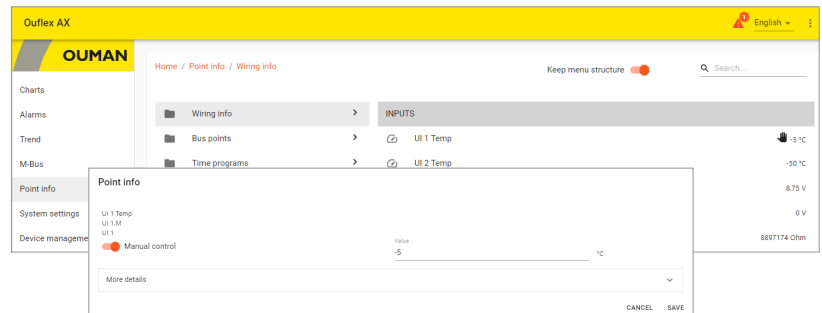 Ouflex AX
1
English
OUMAN
Home / Point info / Wiring info
Keep menu structure
Search...
Charts
Alarms
Wiring info
INPUTS
Trend
Bus points
UI 1 Temp
-5 °C
M-Bus
Time programs
UI 2 Temp
-50 °C
Point info
8.75 V
System settings
0 V
Device manageme
8897174 Ohm
Point info
UI 1 Temp
UI 1.M
UI 1
Manual control
Value
-5
°C
More details
CANCEL
SAVE